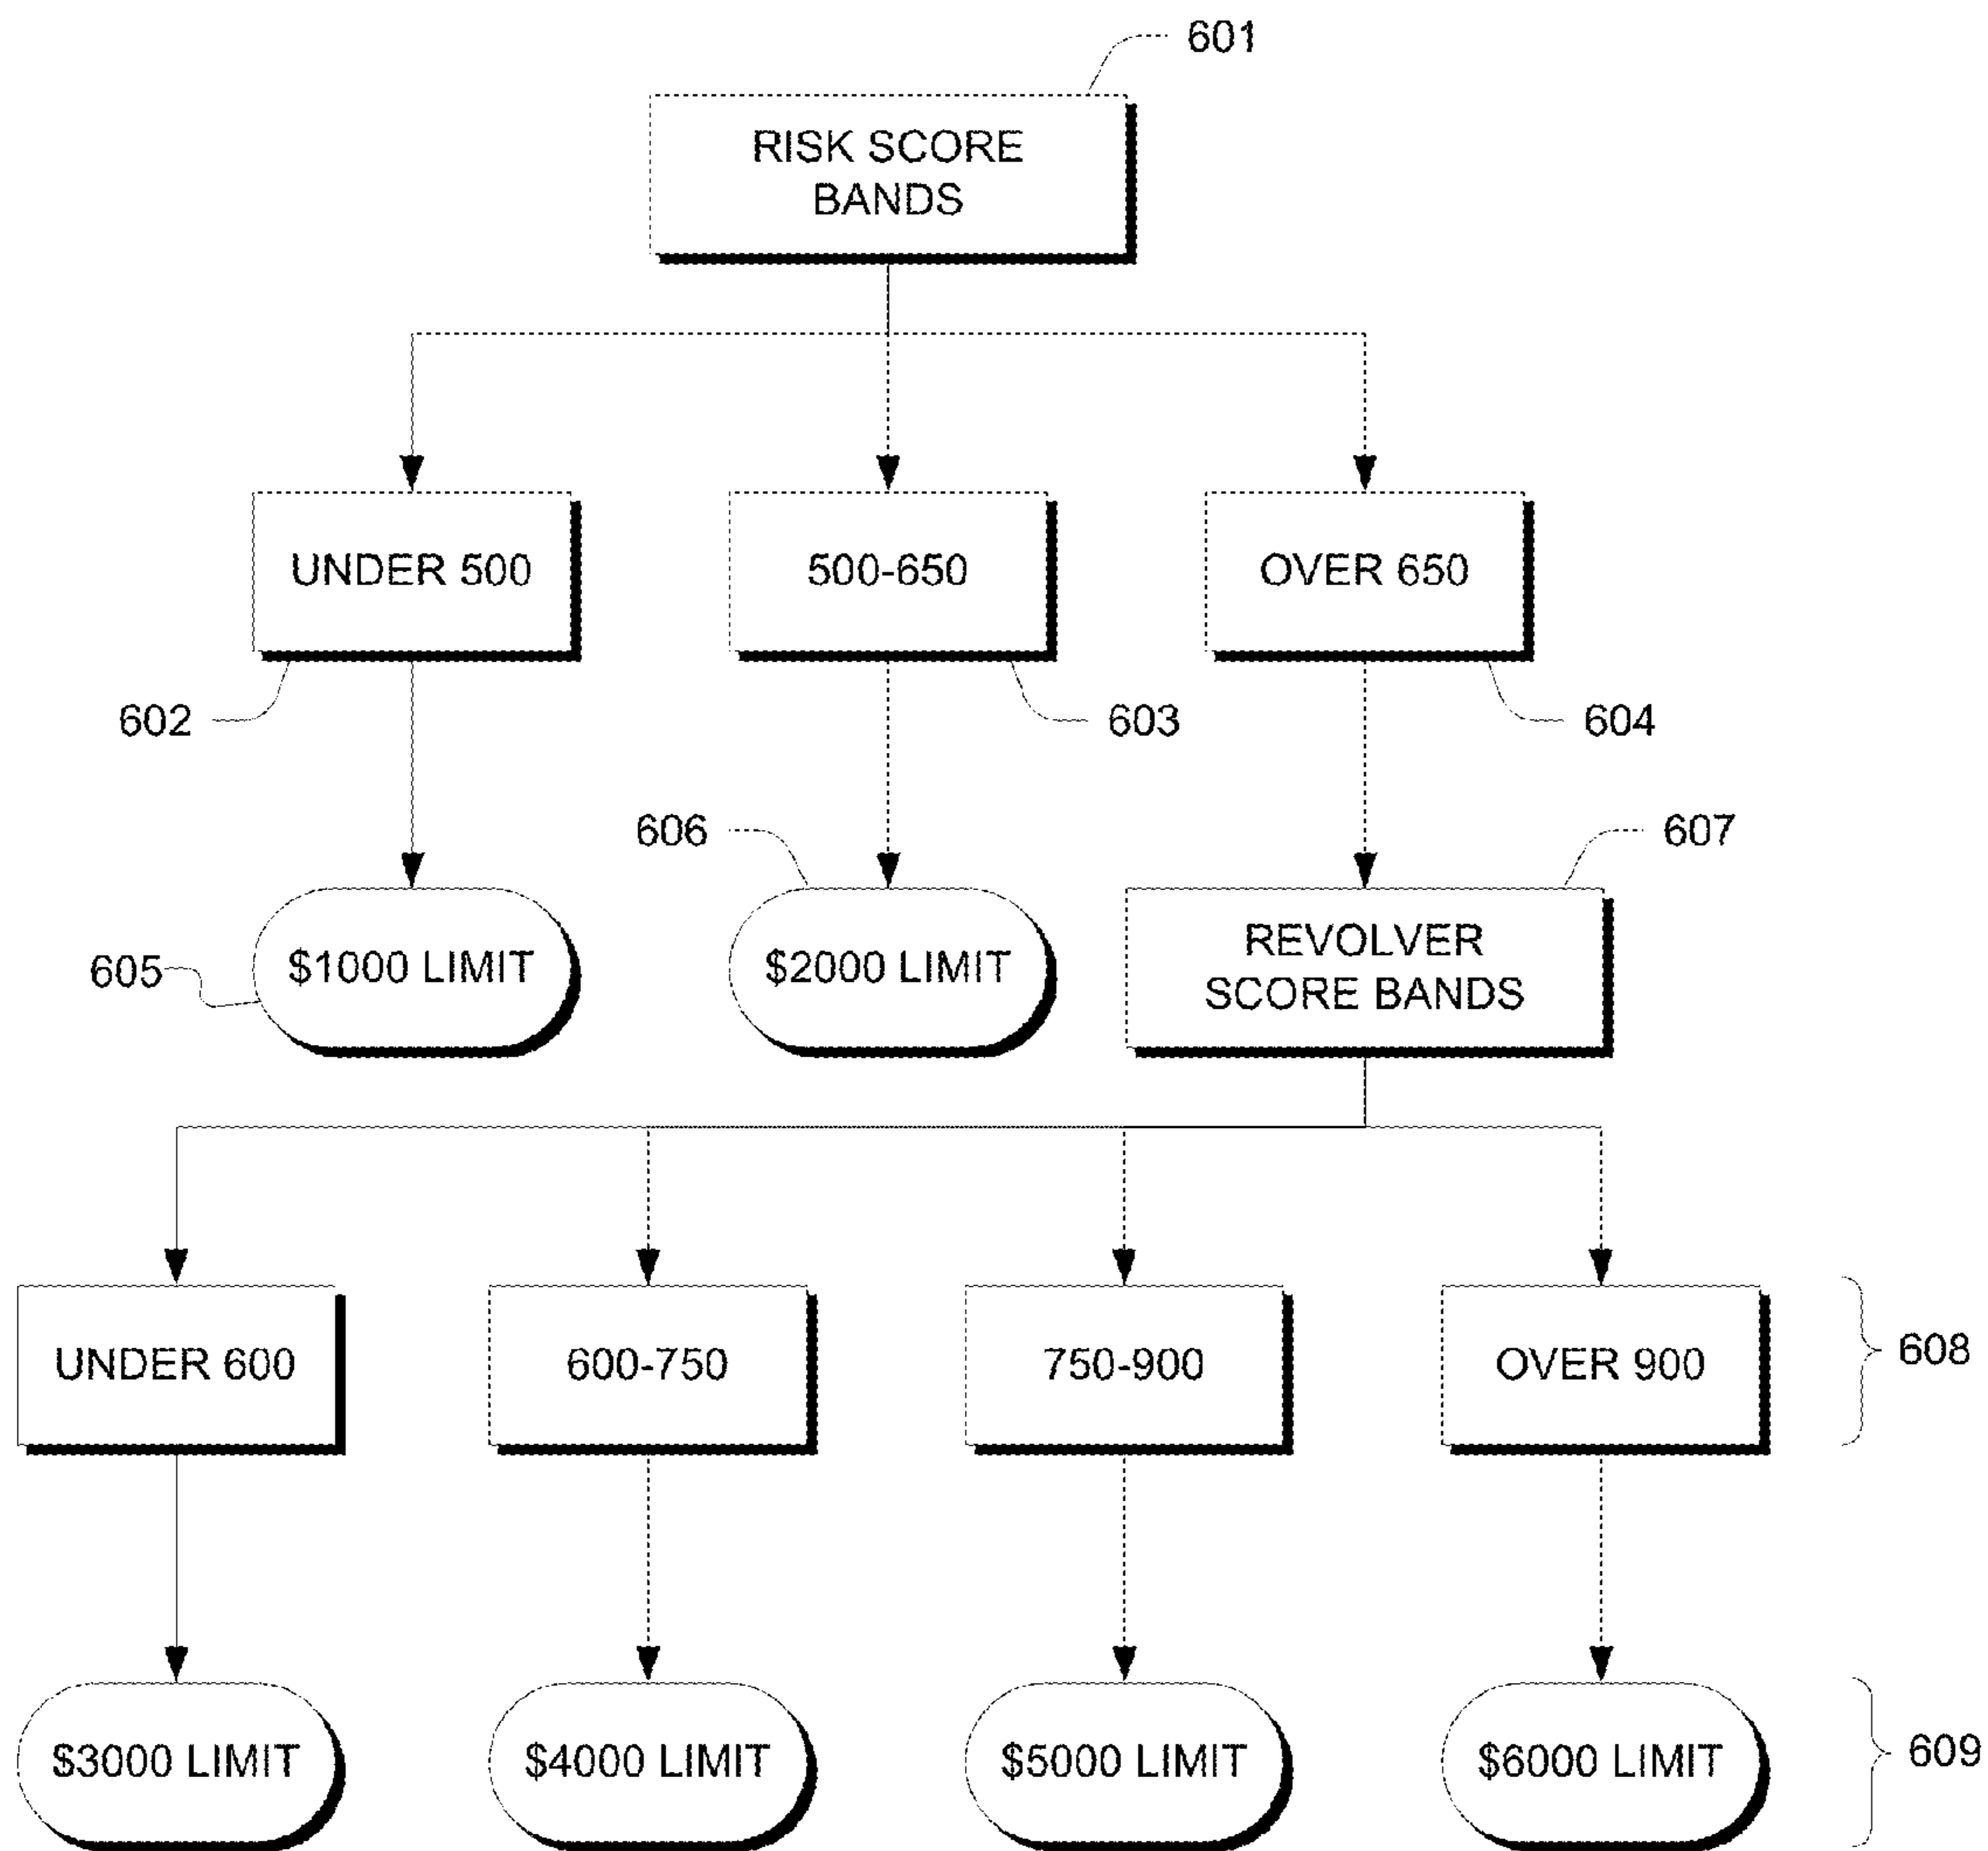 601
RISK SCORE
BANDS
UNDER 500
500-650
OVER 650
602
603
604
606
607
605
$1000 LIMIT
$2000 LIMIT
REVOLVER
SCORE BANDS
UNDER 600
600-750
750-900
OVER 900
608
$3000 LIMIT
$4000 LIMIT
$5000 LIMIT
$6000 LIMIT
609